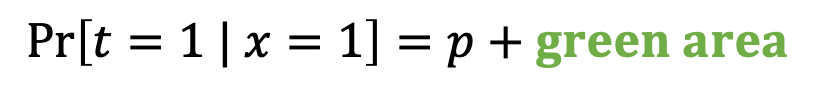 Pr[t = 1 | x = 1] = p + green area